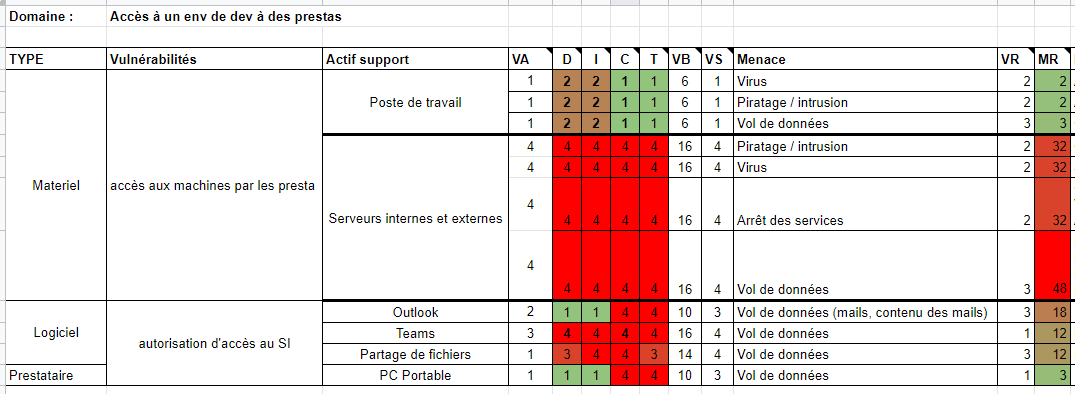 Domaine : Accès à un env de dev à des prestas
TYPE Vulnérabilités Actif support VA D I C T VB VS Menace VR MR
1 2 2 1 1 6 1 Virus 2 2
Poste de travail 1 2 2 1 1 6 1 Piratage / intrusion 2 2
1 2 2 1 1 6 1 Vol de données 3 3
4 4 4 4 4 16 4 Piratage / intrusion 2 32
4 4 4 4 4 16 4 Virus 2 32
Materiel accès aux machines par les presta
Serveurs internes et externes 4 4 4 4 4 16 4 Arrêt des services 2 32
4 4 4 4 4 16 4 Vol de données 3 48
Outlook 2 1 1 4 4 10 3 Vol de données (mails, contenu des mails) 3 18
Logiciel autorisation d'accès au SI Teams 3 4 4 4 4 16 4 Vol de données 1 12
Partage de fichiers 1 3 4 4 3 14 4 Vol de données 3 12
Prestataire PC Portable 1 1 1 4 4 10 3 Vol de données 1 3